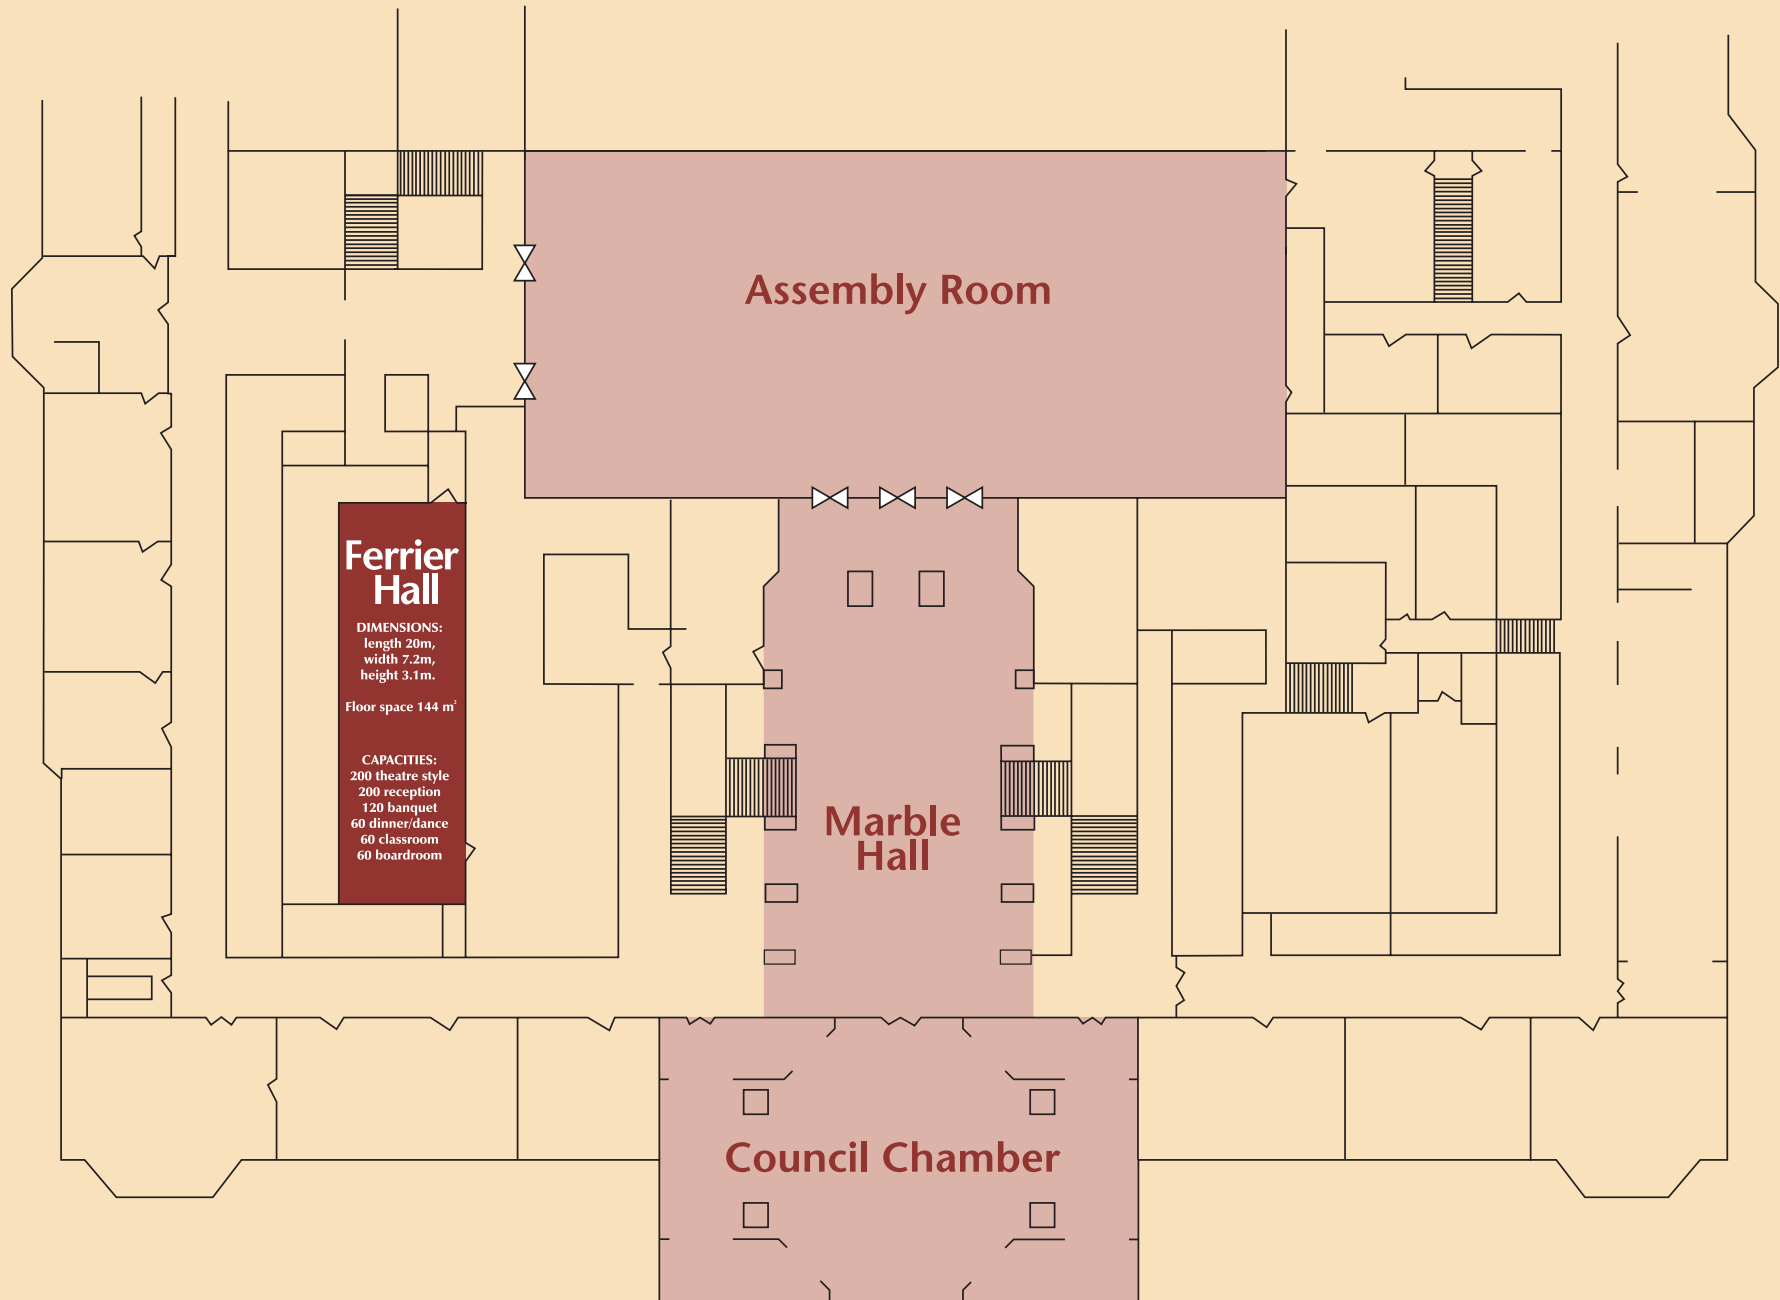 Assembly Room
Ferrier
Hall
DIMENSIONS:
length 20m,
width 7.2m,
height 3.1m.
Floor space 144 m²
CAPACITIES:
200 theatre style
200 reception
120 banquet
60 dinner/dance
60 classroom
60 boardroom
Marble
Hall
Council Chamber